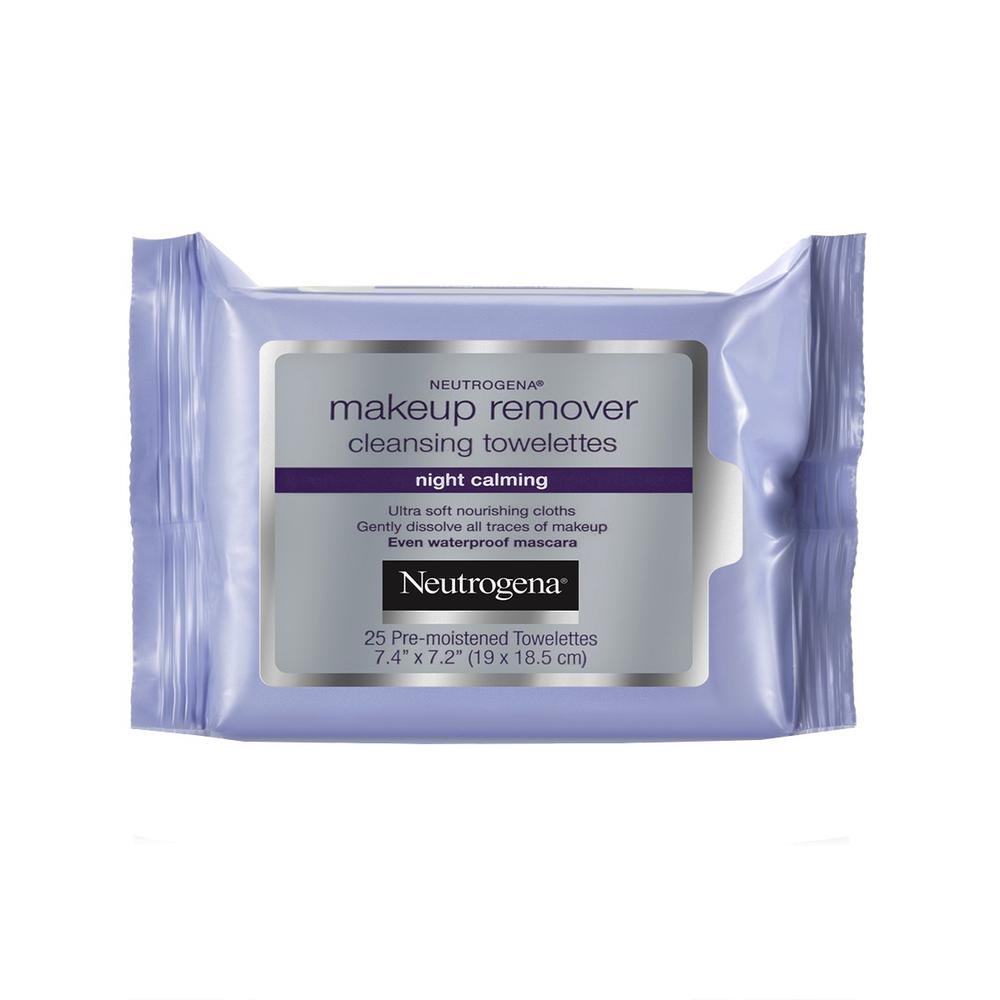 NEUTROGENA®
makeup remover
cleansing towelettes
night calming
Ultra soft nourishing cloths
Gently dissolve all traces of makeup
Even waterproof mascara
Neutrogena®
25 Pre-moistened Towelettes
7.4” x 7.2” (19 x 18.5 cm)